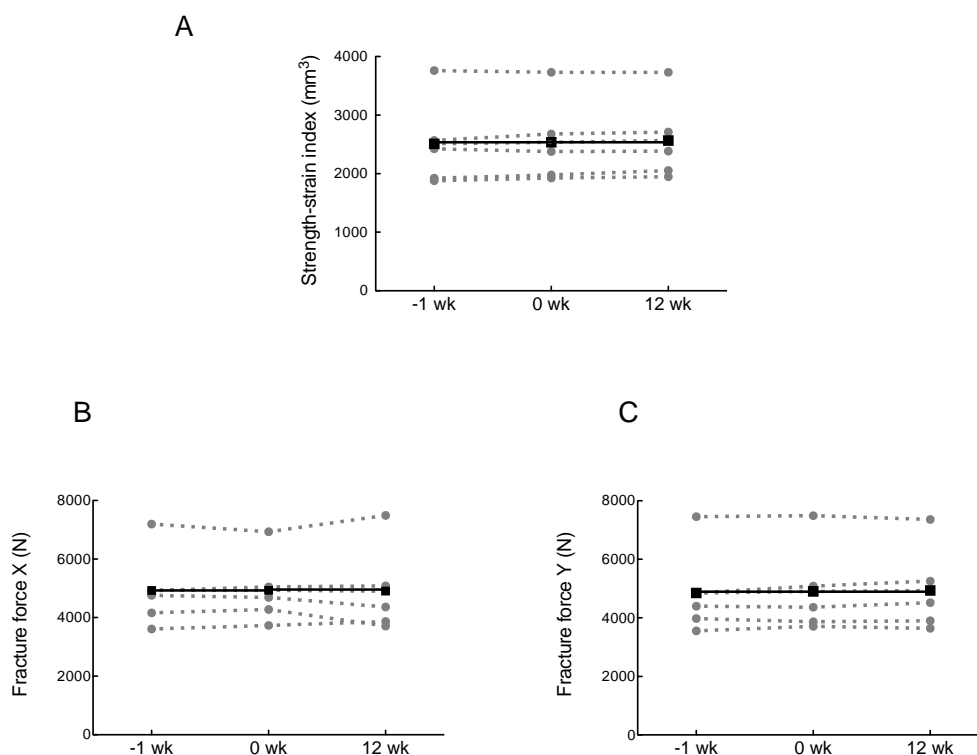 A
Strength-strain index (mm³)
4000
3000
2000
1000
0
-1 wk 0 wk 12 wk
B
Fracture force X (N)
8000
6000
4000
2000
0
-1 wk 0 wk 12 wk
C
Fracture force Y (N)
8000
6000
4000
2000
0
-1 wk 0 wk 12 wk